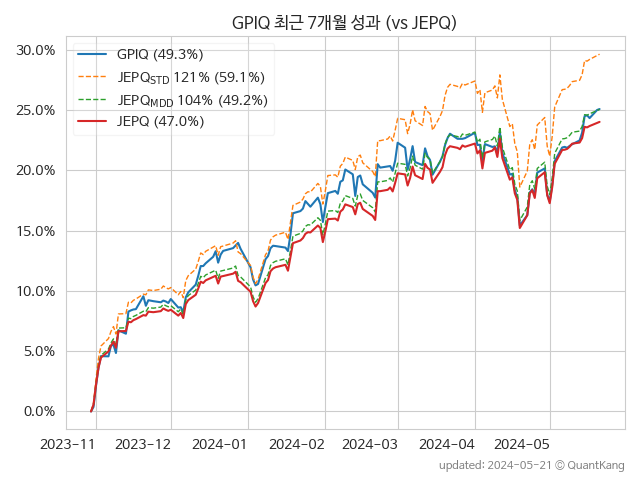 GPIQ 최근 7개월 성과 (vs JEPQ)
GPIQ (49.3%)
JEPQSTD 121% (59.1%)
JEPQMDD 104% (49.2%)
JEPQ (47.0%)
30.0%
25.0%
20.0%
15.0%
10.0%
5.0%
0.0%
2023-11
2023-12
2024-01
2024-02
2024-03
2024-04
2024-05
updated: 2024-05-21 © QuantKang